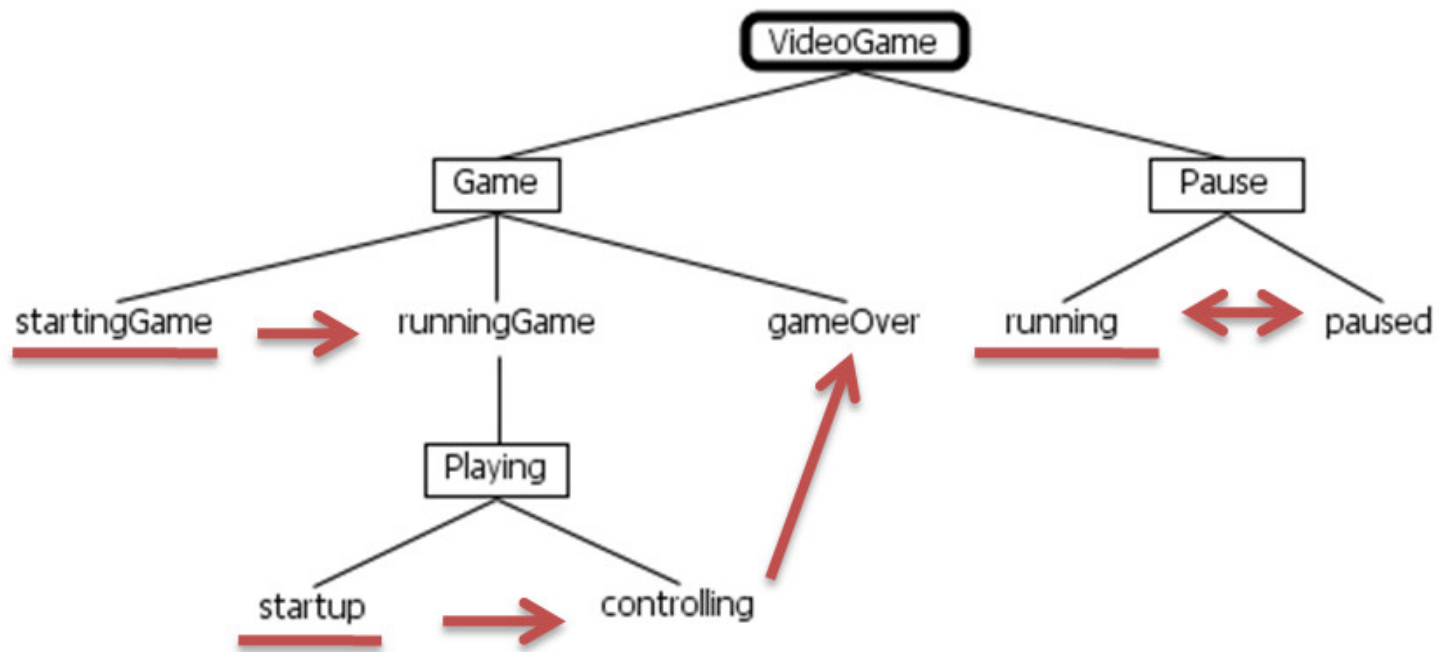 VideoGame
Game
Pause
startingGame
runningGame
gameOver
running
paused
Playing
startup
controlling